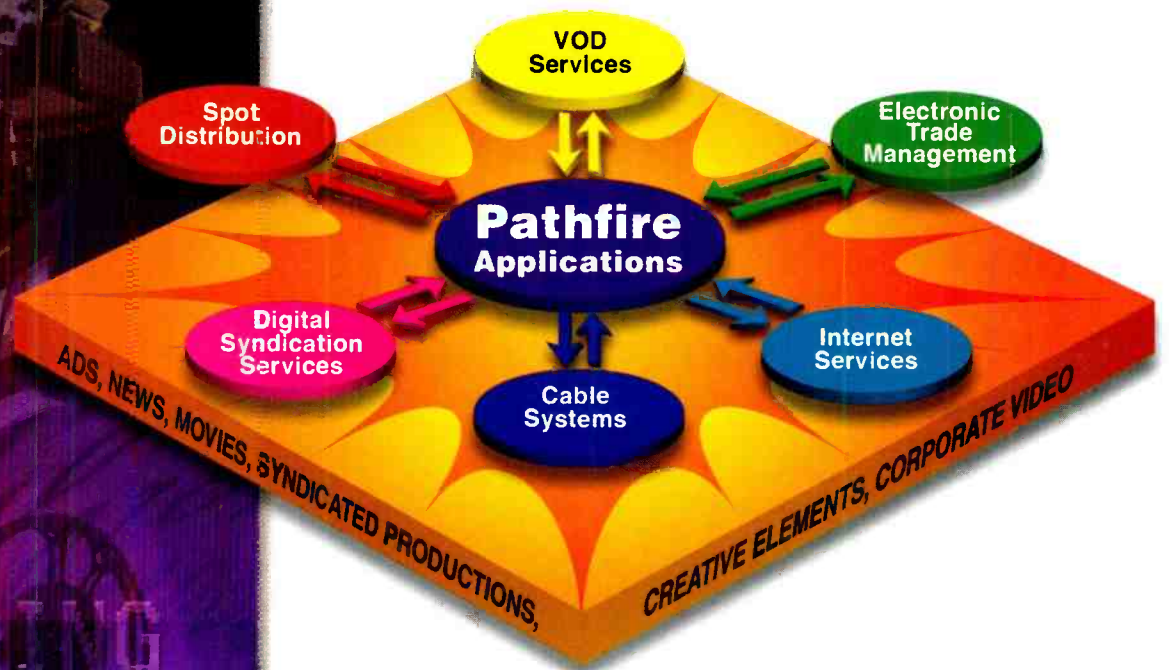 VOD
Services
Spot
Distribution
Electronic
Trade
Management
Pathfire
Applications
Digital
Syndication
Services
Internet
Services
Cable
Systems
ADS, NEWS, MOVIES, SYNDICATED PRODUCTIONS,
CREATIVE ELEMENTS, CORPORATE VIDEO